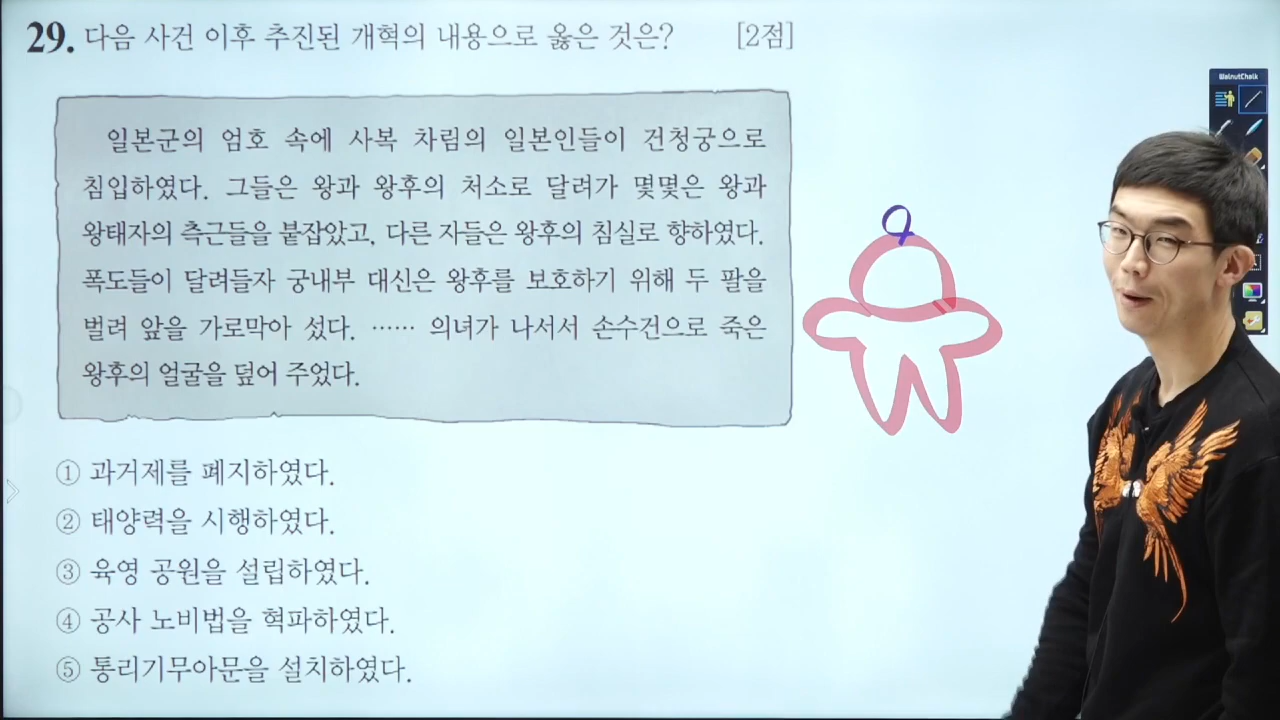 29. 다음 사건 이후 추진된 개혁의 내용으로 옳은 것은? [2점]
일본군의 엄호 속에 사복 차림의 일본인들이 건청궁으로
침입하였다. 그들은 왕과 왕후의 처소로 달려가 몇몇은 왕과
왕태자의 측근들을 붙잡았고, 다른 자들은 왕후의 침실로 향하였다.
폭도들이 달려들자 궁내부 대신은 왕후를 보호하기 위해 두 팔을
벌려 앞을 가로막아 섰다. …… 의녀가 나서서 손수건으로 죽은
왕후의 얼굴을 덮어 주었다.
① 과거제를 폐지하였다.
② 태양력을 시행하였다.
③ 육영 공원을 설립하였다.
④ 공사 노비법을 혁파하였다.
⑤ 통리기무아문을 설치하였다.
WalnutChalk